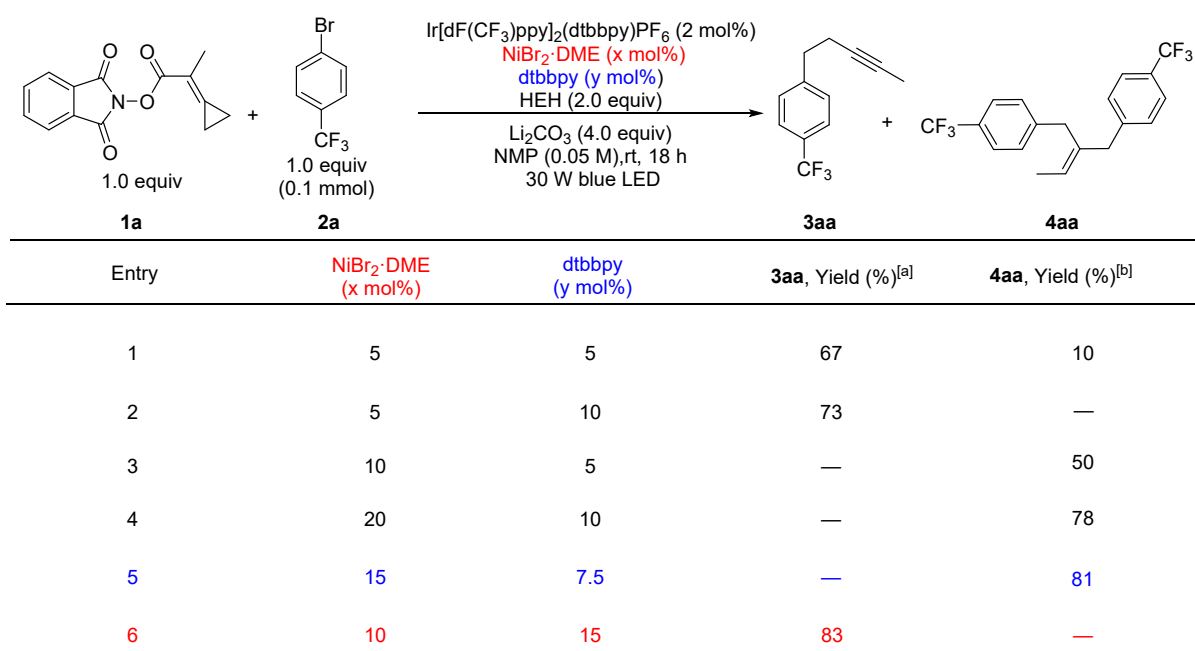 O
O
N
O
O
1.0 equiv
1a
+
Br
CF3
1.0 equiv
(0.1 mmol)
2a
Ir[dF(CF3)ppy]2(dtbbpy)PF6 (2 mol%)
NiBr2·DME (x mol%)
dtbbpy (y mol%)
HEH (2.0 equiv)
Li2CO3 (4.0 equiv)
NMP (0.05 M),rt, 18 h
30 W blue LED
CF3
3aa
+
CF3
CF3
4aa
Entry NiBr2·DME (x mol%) dtbbpy (y mol%) 3aa, Yield (%)[a] 4aa, Yield (%)[b]
1 5 5 67 10
2 5 10 73 —
3 10 5 — 50
4 20 10 — 78
5 15 7.5 — 81
6 10 15 83 —